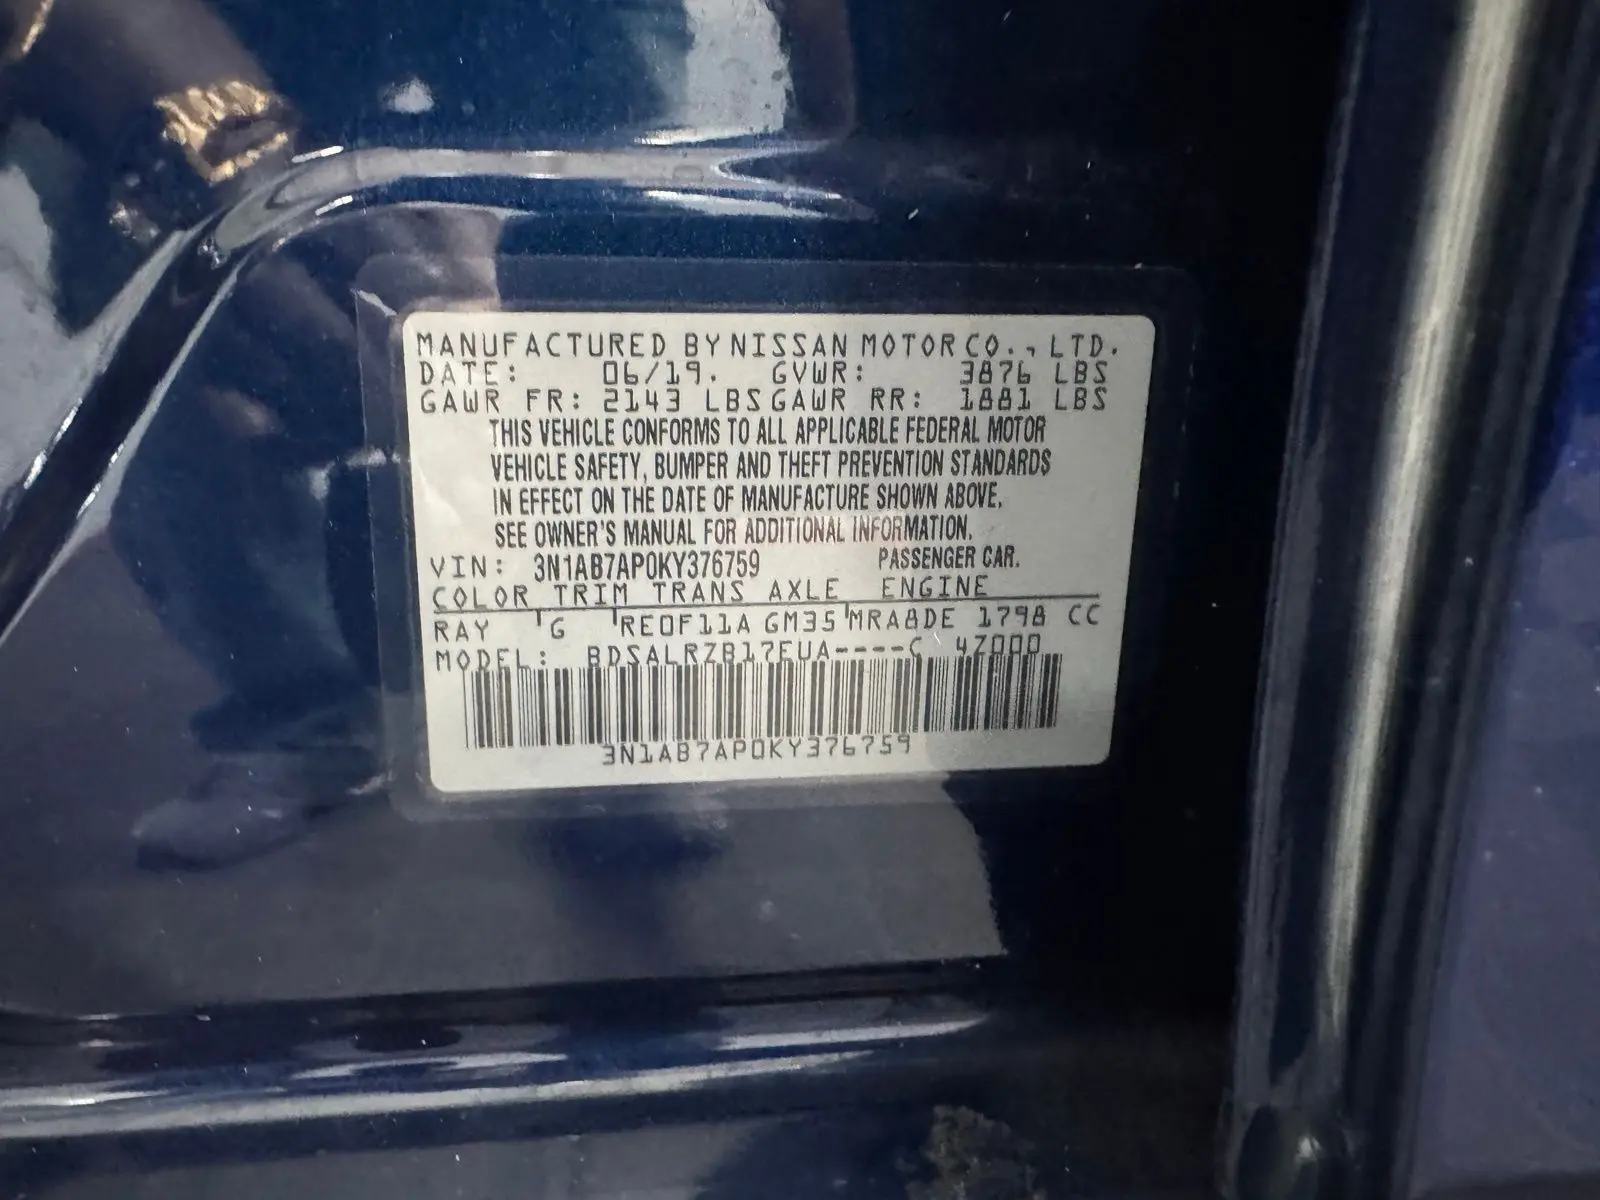 MANUFACTURED BY NISSAN MOTOR CO., LTD.
DATE: 06/19. GVWR: 3876 LBS
GAWR FR: 2143 LBS GAWR RR: 1881 LBS
THIS VEHICLE CONFORMS TO ALL APPLICABLE FEDERAL MOTOR
VEHICLE SAFETY, BUMPER AND THEFT PREVENTION STANDARDS
IN EFFECT ON THE DATE OF MANUFACTURE SHOWN ABOVE.
SEE OWNER'S MANUAL FOR ADDITIONAL INFORMATION.
VIN: 3N1AB7AP0KY376759 PASSENGER CAR.
COLOR TRIM TRANS AXLE ENGINE
RAY G RE0F11A GM35 MRA8DE 1798 CC
MODEL: BDSALRZB17EUA----C 4Z000
3N1AB7AP0KY376759